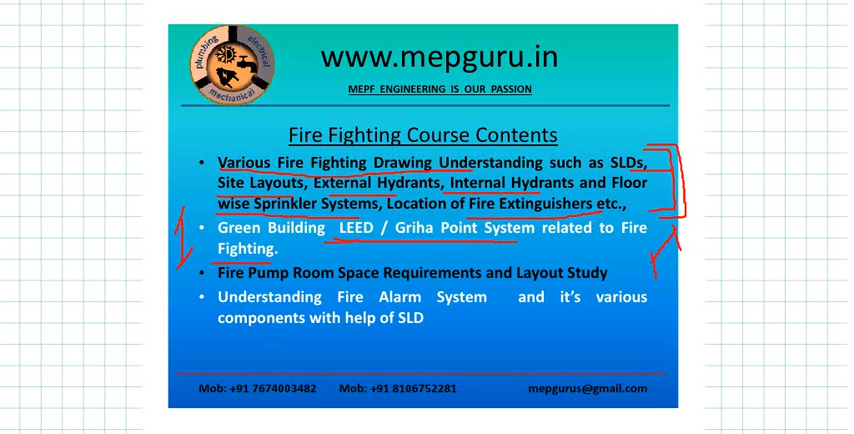 plumbing
electrical
mechanical
www.mepguru.in
MEPF ENGINEERING IS OUR PASSION
Fire Fighting Course Contents
• Various Fire Fighting Drawing Understanding such as SLDs,
Site Layouts, External Hydrants, Internal Hydrants and Floor
wise Sprinkler Systems, Location of Fire Extinguishers etc.,
• Green Building LEED / Griha Point System related to Fire
Fighting.
• Fire Pump Room Space Requirements and Layout Study
• Understanding Fire Alarm System and it's various
components with help of SLD
Mob: +91 7674003482 Mob: +91 8106752281 mepgurus@gmail.com